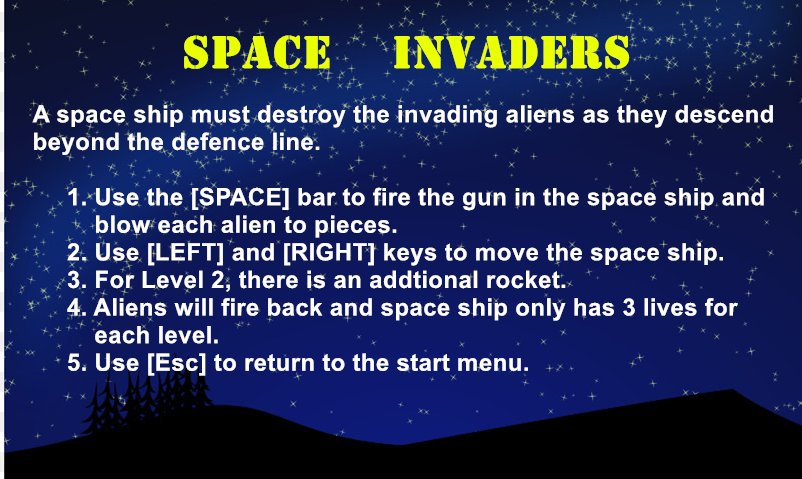 SPACE INVADERS
A space ship must destroy the invading aliens as they descend
beyond the defence line.
1. Use the [SPACE] bar to fire the gun in the space ship and
blow each alien to pieces.
2. Use [LEFT] and [RIGHT] keys to move the space ship.
3. For Level 2, there is an addtional rocket.
4. Aliens will fire back and space ship only has 3 lives for
each level.
5. Use [Esc] to return to the start menu.